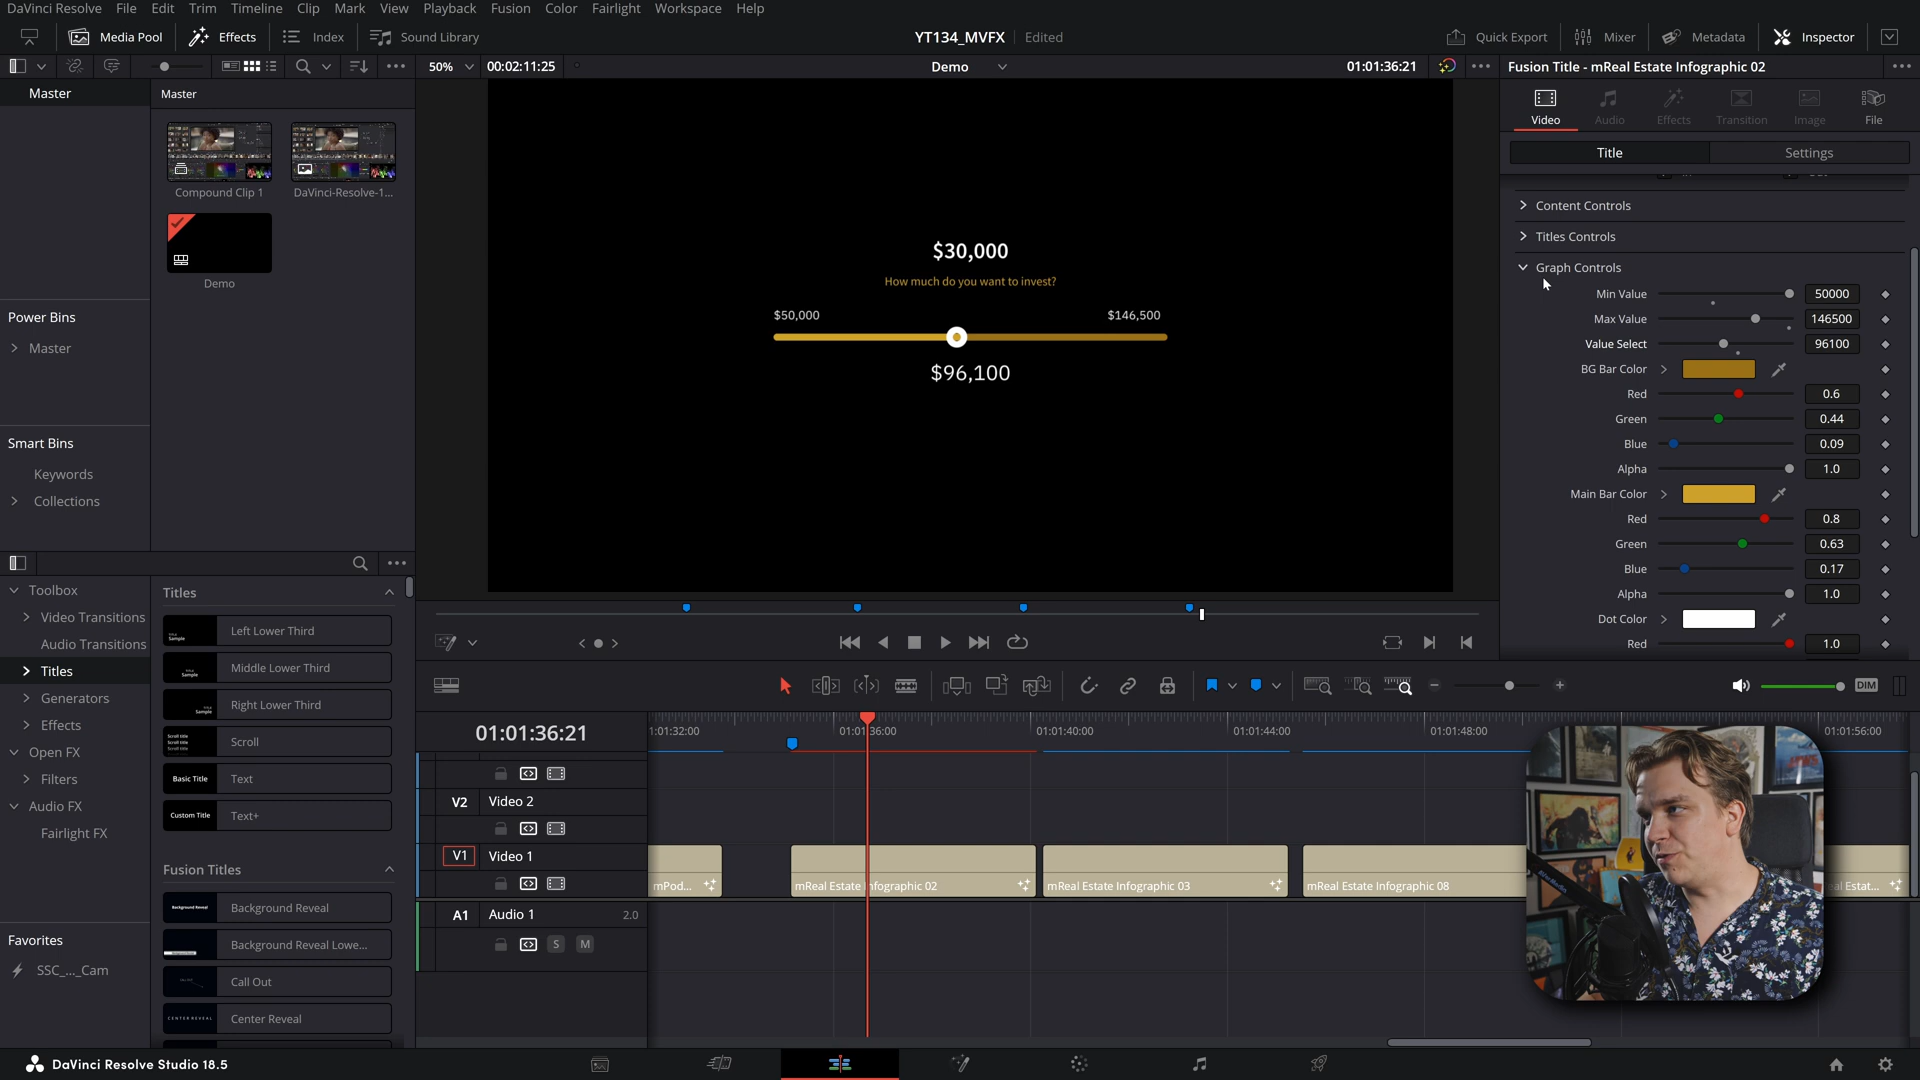 DaVinci Resolve File Edit Trim Timeline Clip Mark View Playback Fusion Color Fairlight Workspace Help
Media Pool Effects Index Sound Library YT134_MVFX Edited Quick Export Mixer Metadata Inspector
50% 00:02:11:25 Demo 01:01:36:21 Fusion Title - mReal Estate Infographic 02
Master Master
Video Audio Effects Transition Image File
Title Settings
Compound Clip 1 DaVinci-Resolve-1...
Demo
Power Bins
Master
Smart Bins
Keywords
Collections
$30,000
How much do you want to invest?
$50,000 $146,500
$96,100
Content Controls
Titles Controls
Graph Controls
Min Value 50000
Max Value 146500
Value Select 96100
BG Bar Color
Red 0.6
Green 0.44
Blue 0.09
Alpha 1.0
Main Bar Color
Red 0.8
Green 0.63
Blue 0.17
Alpha 1.0
Dot Color
Red 1.0
Toolbox
Video Transitions
Audio Transitions
Titles
Generators
Effects
Open FX
Filters
Audio FX
Fairlight FX
Favorites
SSC_..._Cam
Titles
Left Lower Third
Middle Lower Third
Right Lower Third
Scroll
Basic Title Text
Custom Title Text+
Fusion Titles
Background Reveal Background Reveal
Background Reveal Lowe...
Call Out
CENTER REVEAL Center Reveal
DIM
01:01:36:21
1:01:32:00 01:01:36:00 01:01:40:00 01:01:44:00 01:01:48:00 01:01:56:00
V2 Video 2
V1 Video 1
mPod... mReal Estate Infographic 02 mReal Estate Infographic 03 mReal Estate Infographic 08 eal Estat...
A1 Audio 1 2.0
S M
DaVinci Resolve Studio 18.5